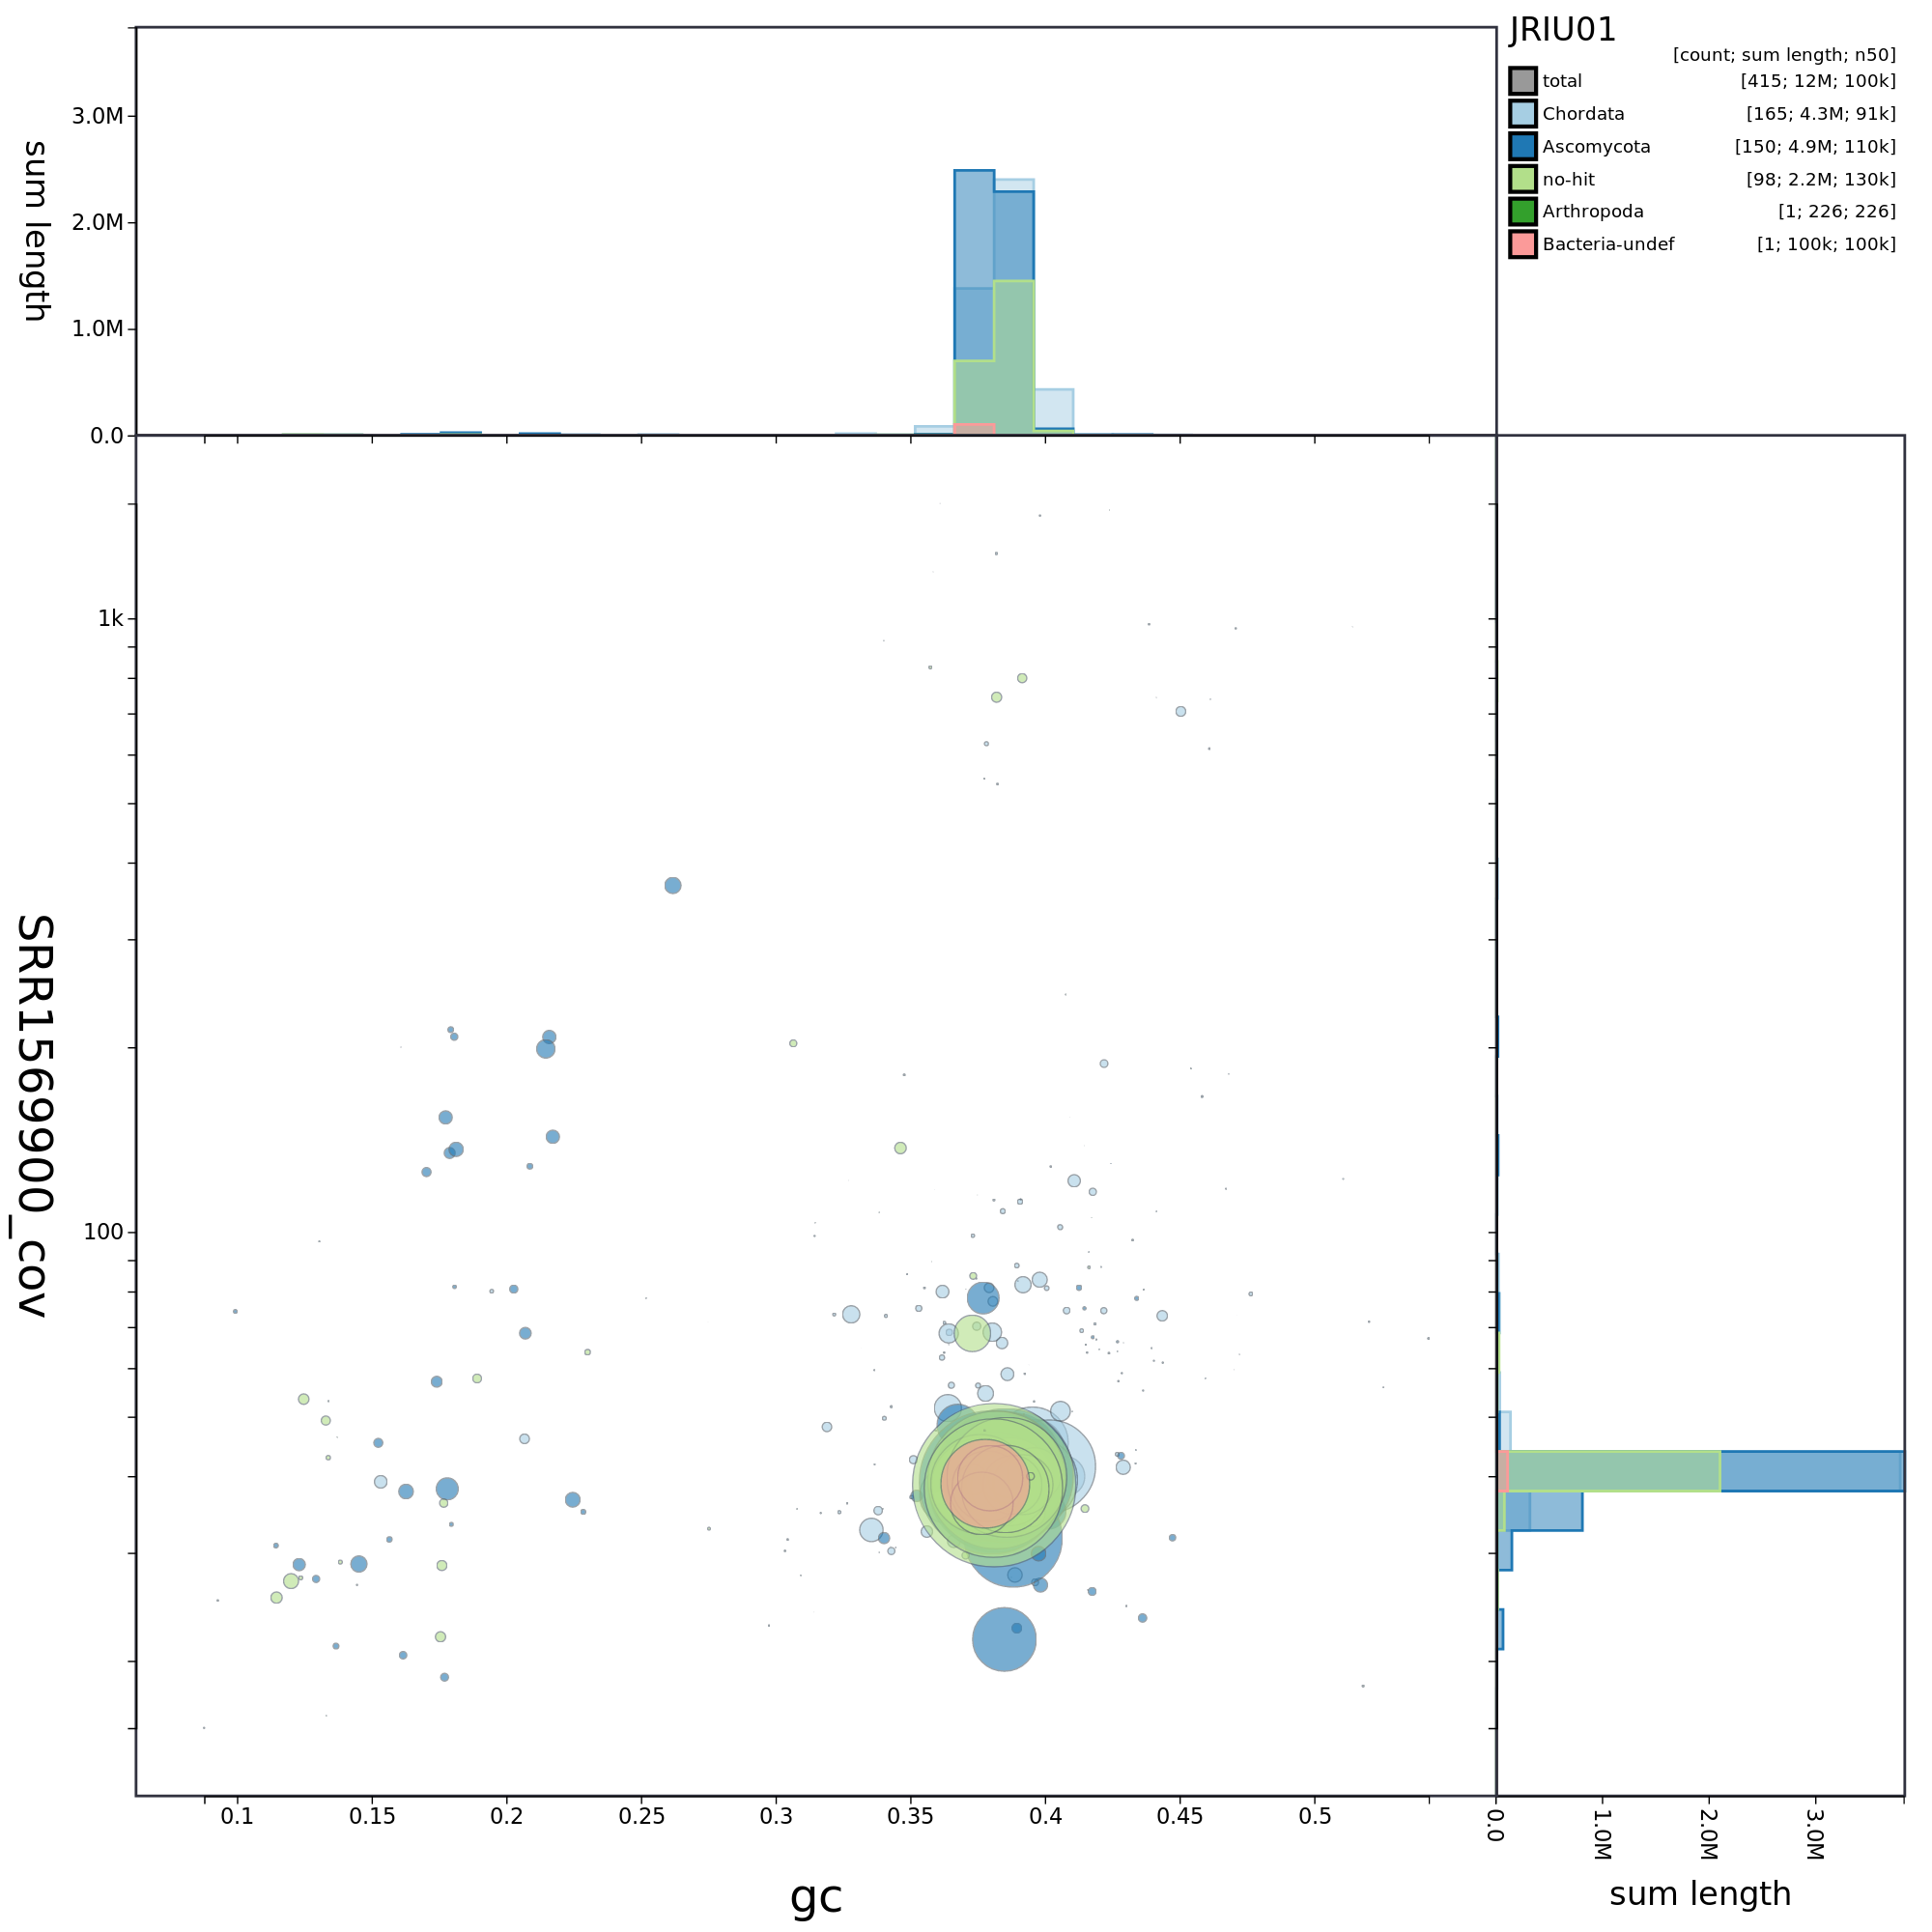 JRIU01
[count; sum length; n50]
total [415; 12M; 100k]
Chordata [165; 4.3M; 91k]
Ascomycota [150; 4.9M; 110k]
no-hit [98; 2.2M; 130k]
Arthropoda [1; 226; 226]
Bacteria-undef [1; 100k; 100k]
sum length
3.0M
2.0M
1.0M
0.0
SRR1569900_cov
1k
100
0.1 0.15 0.2 0.25 0.3 0.35 0.4 0.45 0.5
gc
0.0 1.0M 2.0M 3.0M
sum length